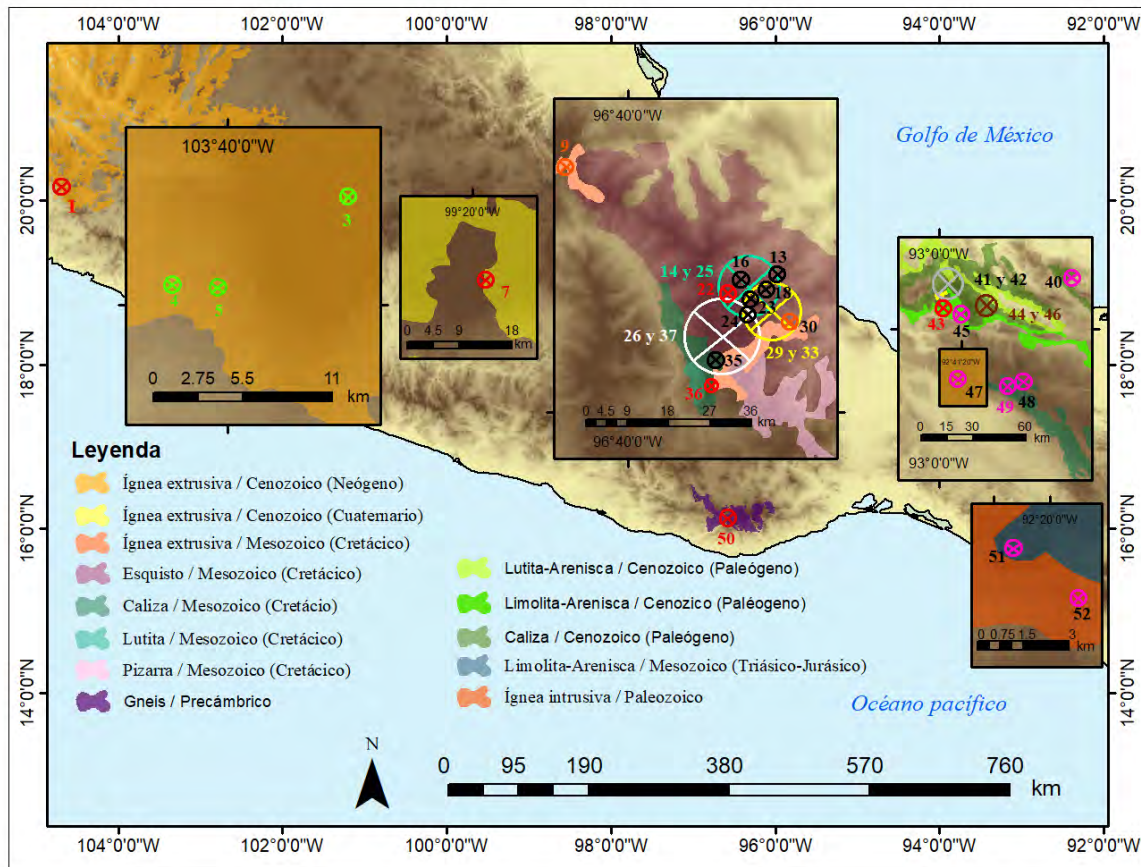 104°0'0"W 102°0'0"W 100°0'0"W 98°0'0"W 96°0'0"W 94°0'0"W 92°0'0"W
20°0'0"N
18°0'0"N
16°0'0"N
14°0'0"N
20°0'0"N
18°0'0"N
16°0'0"N
14°0'0"N
Golfo de México
1
103°40'0"W
3
0 2.75 5.5 11
km
99°20'0"W
7
0 4.5 9 18
km
96°40'0"W
9
16 13
14 y 25
22 18
23
24 30
26 y 37
29 y 33
35
36
0 4.5 9 18 27 36
km
96°40'0"W
93°0'0"W
41 y 42 40
43 45 44 y 46
47 49 48
0 15 30 60
km
93°0'0"W
50
92°20'0"W
51
52
0 0.75 1.5 3
km
Leyenda
Ígnea extrusiva / Cenozoico (Neógeno)
Ígnea extrusiva / Cenozoico (Cuaternario)
Ígnea extrusiva / Mesozoico (Cretácico)
Esquisto / Mesozoico (Cretácico)
Caliza / Mesozoico (Cretácio)
Lutita / Mesozoico (Cretácico)
Pizarra / Mesozoico (Cretácico)
Gneis / Precámbrico
Lutita-Arenisca / Cenozoico (Paleógeno)
Limolita-Arenisca / Cenozico (Paléogeno)
Caliza / Cenozoico (Paleógeno)
Limolita-Arenisca / Mesozoico (Triásico-Jurásico)
Ígnea intrusiva / Paleozoico
Océano pacífico
N
0 95 190 380 570 760
km
104°0'0"W 102°0'0"W 100°0'0"W 98°0'0"W 96°0'0"W 94°0'0"W 92°0'0"W